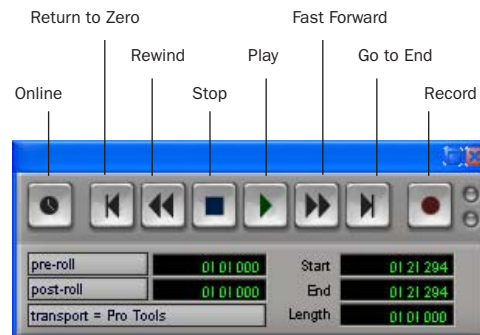 Return to Zero
Fast Forward
Rewind
Play
Go to End
Online
Stop
Record
pre-roll
01 01 000
Start
01 21 294
post-roll
01 01 000
End
01 21 294
transport = Pro Tools
Length
01 01 000